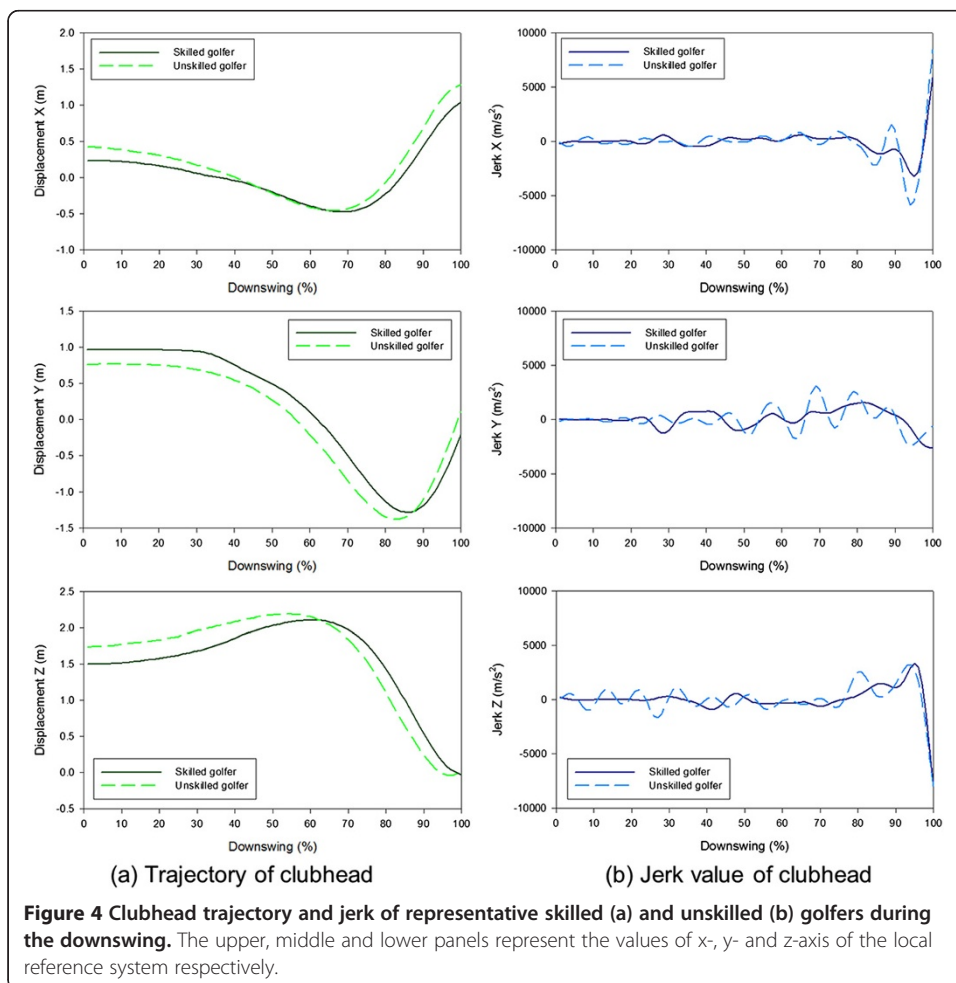 2.0
1.5
1.0
0.5
0.0
-0.5
-1.0
Displacement X (m)
Skilled golfer
Unskilled golfer
0 10 20 30 40 50 60 70 80 90 100
Downswing (%)
10000
5000
0
-5000
-10000
Jerk X (m/s²)
Skilled golfer
Unskilled golfer
0 10 20 30 40 50 60 70 80 90 100
Downswing (%)
1.5
1.0
0.5
0.0
-0.5
-1.0
-1.5
Displacement Y (m)
Skilled golfer
Unskilled golfer
0 10 20 30 40 50 60 70 80 90 100
Downswing (%)
10000
5000
0
-5000
-10000
Jerk Y (m/s²)
Skilled golfer
Unskilled golfer
0 10 20 30 40 50 60 70 80 90 100
Downswing (%)
2.5
2.0
1.5
1.0
0.5
0.0
-0.5
Displacement Z (m)
Skilled golfer
Unskilled golfer
0 10 20 30 40 50 60 70 80 90 100
Downswing (%)
10000
5000
0
-5000
-10000
Jerk Z (m/s²)
Skilled golfer
Unskilled golfer
0 10 20 30 40 50 60 70 80 90 100
Downswing (%)
(a) Trajectory of clubhead
(b) Jerk value of clubhead
Figure 4 Clubhead trajectory and jerk of representative skilled (a) and unskilled (b) golfers during
the downswing. The upper, middle and lower panels represent the values of x-, y- and z-axis of the local
reference system respectively.